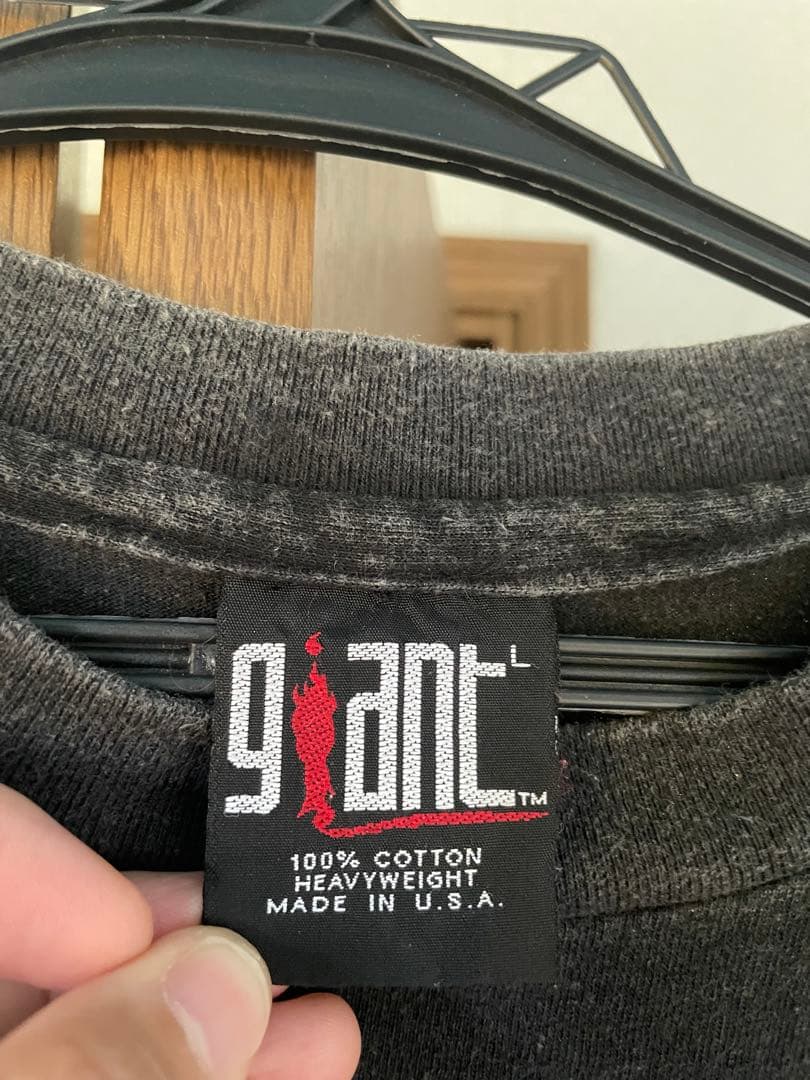 giant L
TM
100% COTTON
HEAVYWEIGHT
MADE IN U.S.A.